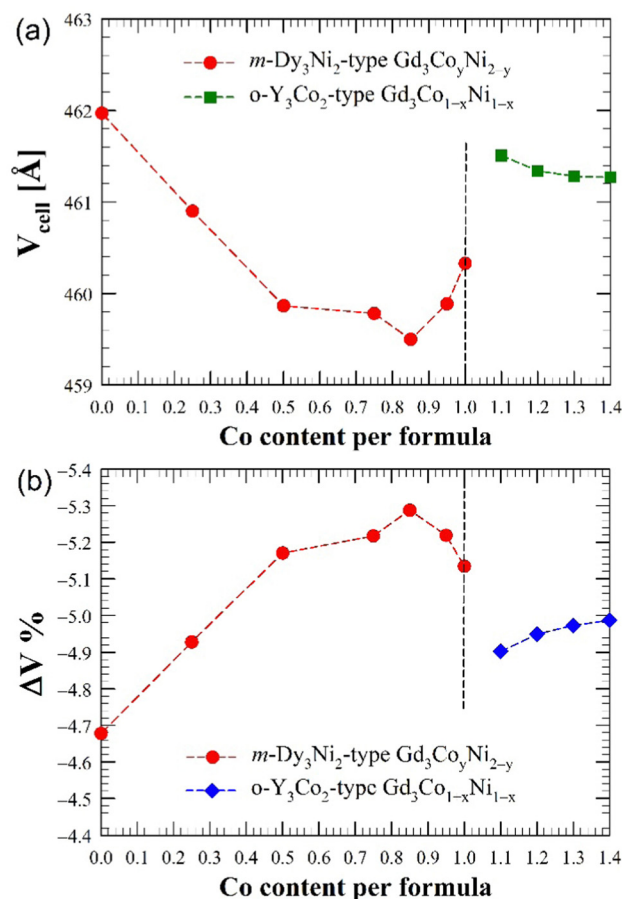 (a)
463
m-Dy₃Ni₂-type Gd₃CoᵧNi₂₋ᵧ
o-Y₃Co₂-type Gd₃Co₁₋ₓNi₁₋ₓ
462
461
460
459
V_cell [Å]
0.0 0.1 0.2 0.3 0.4 0.5 0.6 0.7 0.8 0.9 1.0 1.1 1.2 1.3 1.4
Co content per formula
(b)
−5.4
−5.3
−5.2
−5.1
−5.0
−4.9
−4.8
−4.7
−4.6
−4.5
−4.4
ΔV %
m-Dy₃Ni₂-type Gd₃CoᵧNi₂₋ᵧ
o-Y₃Co₂-type Gd₃Co₁₋ₓNi₁₋ₓ
0.0 0.1 0.2 0.3 0.4 0.5 0.6 0.7 0.8 0.9 1.0 1.1 1.2 1.3 1.4
Co content per formula